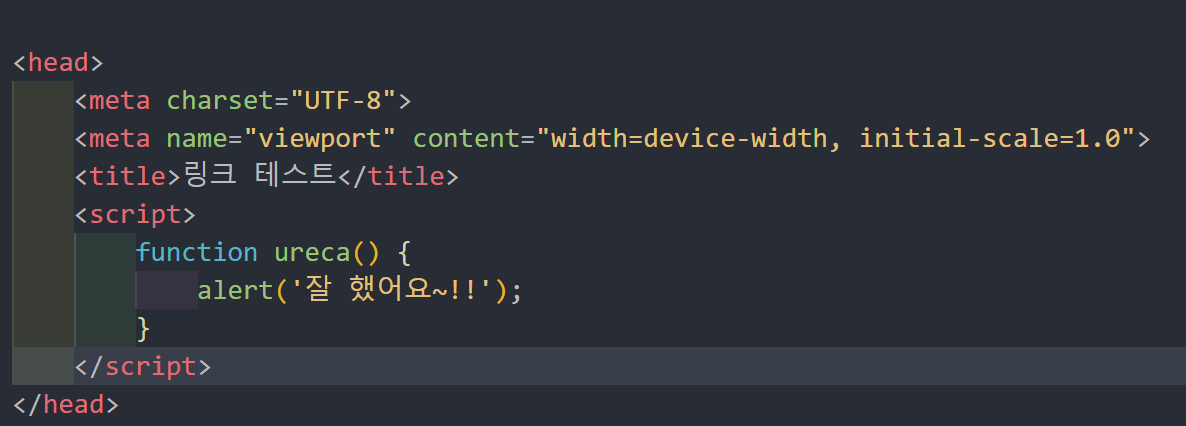 <head>
<meta charset="UTF-8">
<meta name="viewport" content="width=device-width, initial-scale=1.0">
<title>링크 테스트</title>
<script>
function ureca() {
alert('잘 했어요~!!');
}
</script>
</head>